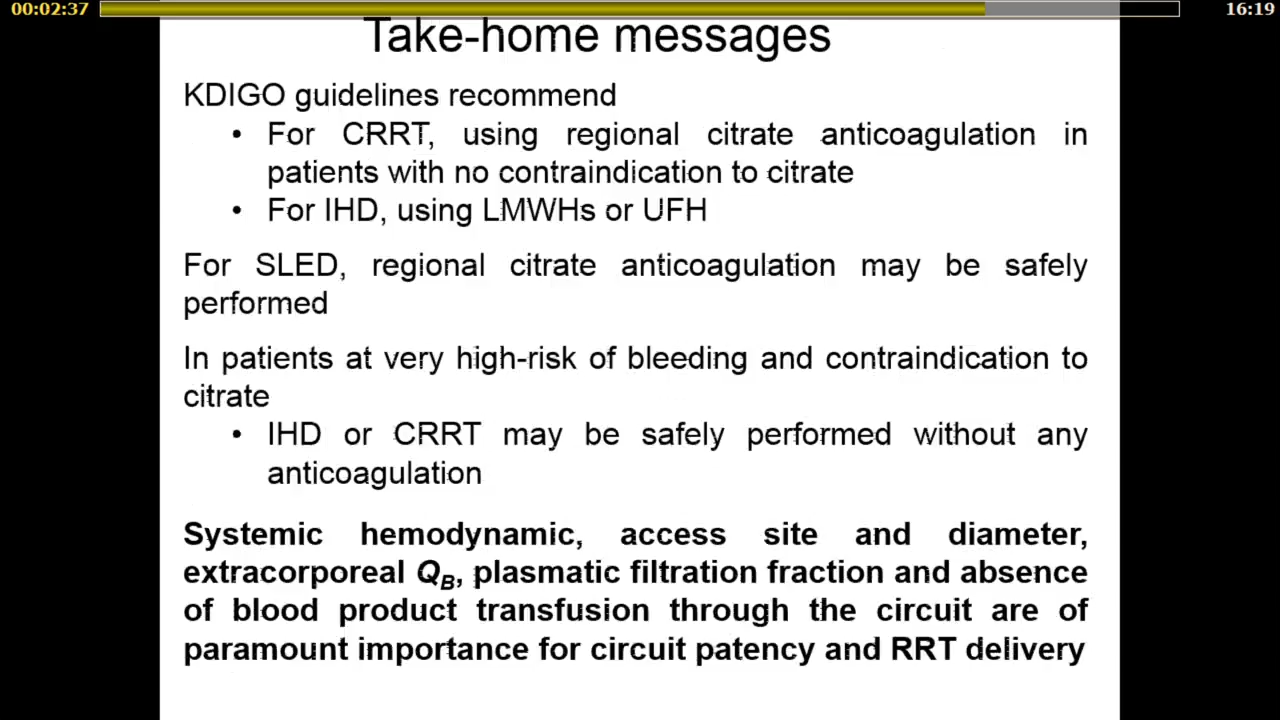 00:02:37
16:19
Take-home messages
KDIGO guidelines recommend
• For CRRT, using regional citrate anticoagulation in
patients with no contraindication to citrate
• For IHD, using LMWHs or UFH
For SLED, regional citrate anticoagulation may be safely
performed
In patients at very high-risk of bleeding and contraindication to
citrate
• IHD or CRRT may be safely performed without any
anticoagulation
Systemic hemodynamic, access site and diameter,
extracorporeal QB, plasmatic filtration fraction and absence
of blood product transfusion through the circuit are of
paramount importance for circuit patency and RRT delivery